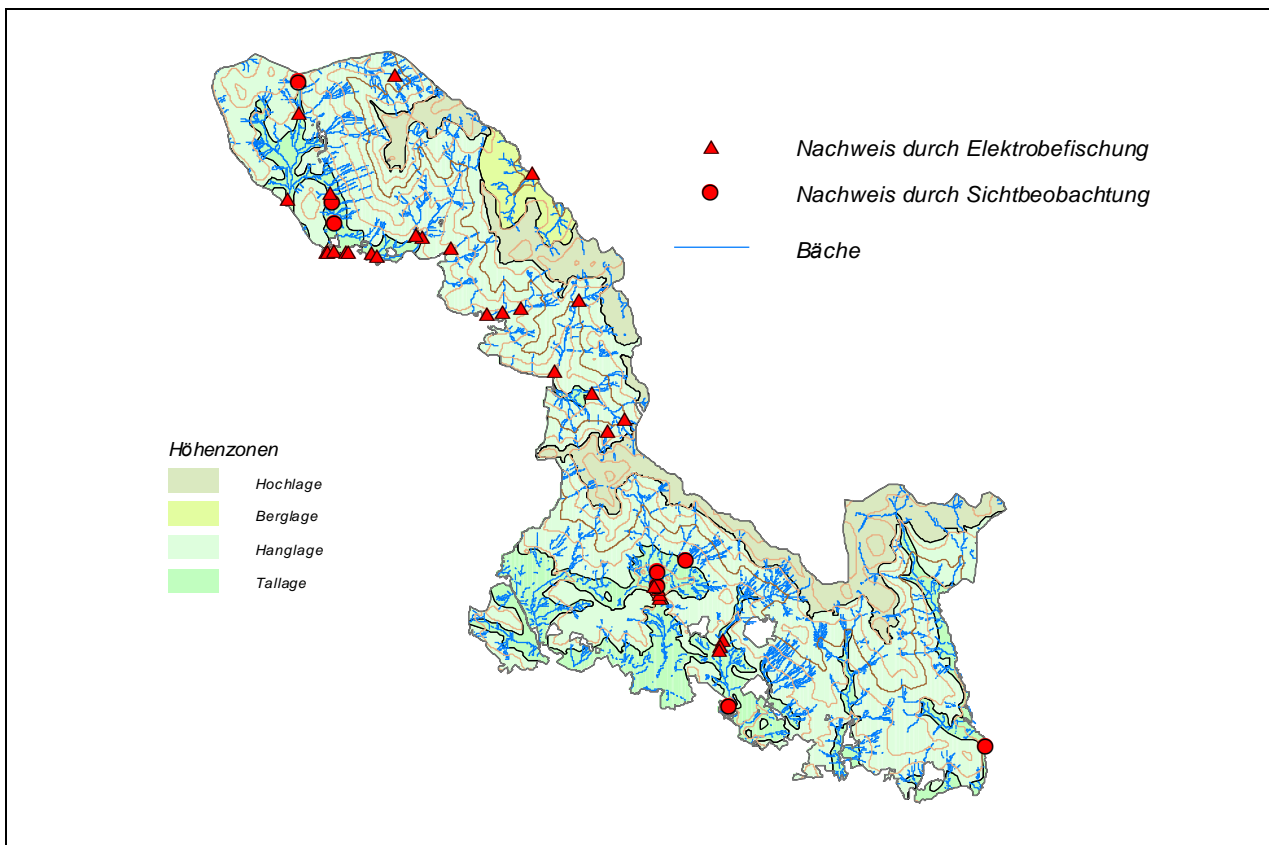 Nachweis durch Elektrobefischung
Nachweis durch Sichtbeobachtung
Bäche
Höhenzonen
Hochlage
Berglage
Hanglage
Tallage